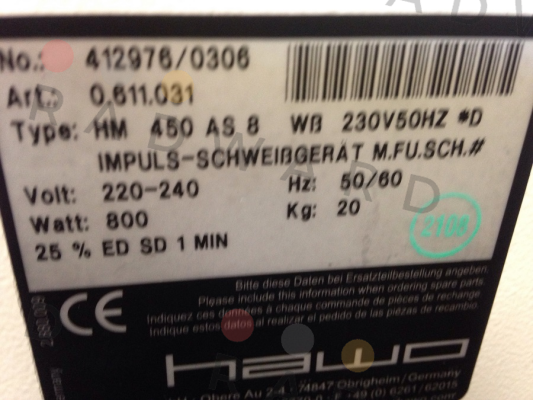 No.: 412976/0306
Art.: 0.611.031
Type: HM 450 AS 8 WB 230V50HZ *D
IMPULS-SCHWEIßGERÄT M.FU.SCH.#
Volt: 220-240 Hz: 50/60
Watt: 800 Kg: 20
25 % ED SD 1 MIN
2108
Bitte diese Daten bei Ersatzteilbestellung angeben.
Please include this information when ordering spare parts.
Indiquez ces données à chaque commande de pièces de rechange
Indique estas al realizar el pedido de las piezas de recambio.
CE
hawo
Obere Au 2-4 - 74847 Obrigheim/Germany
RADWARD